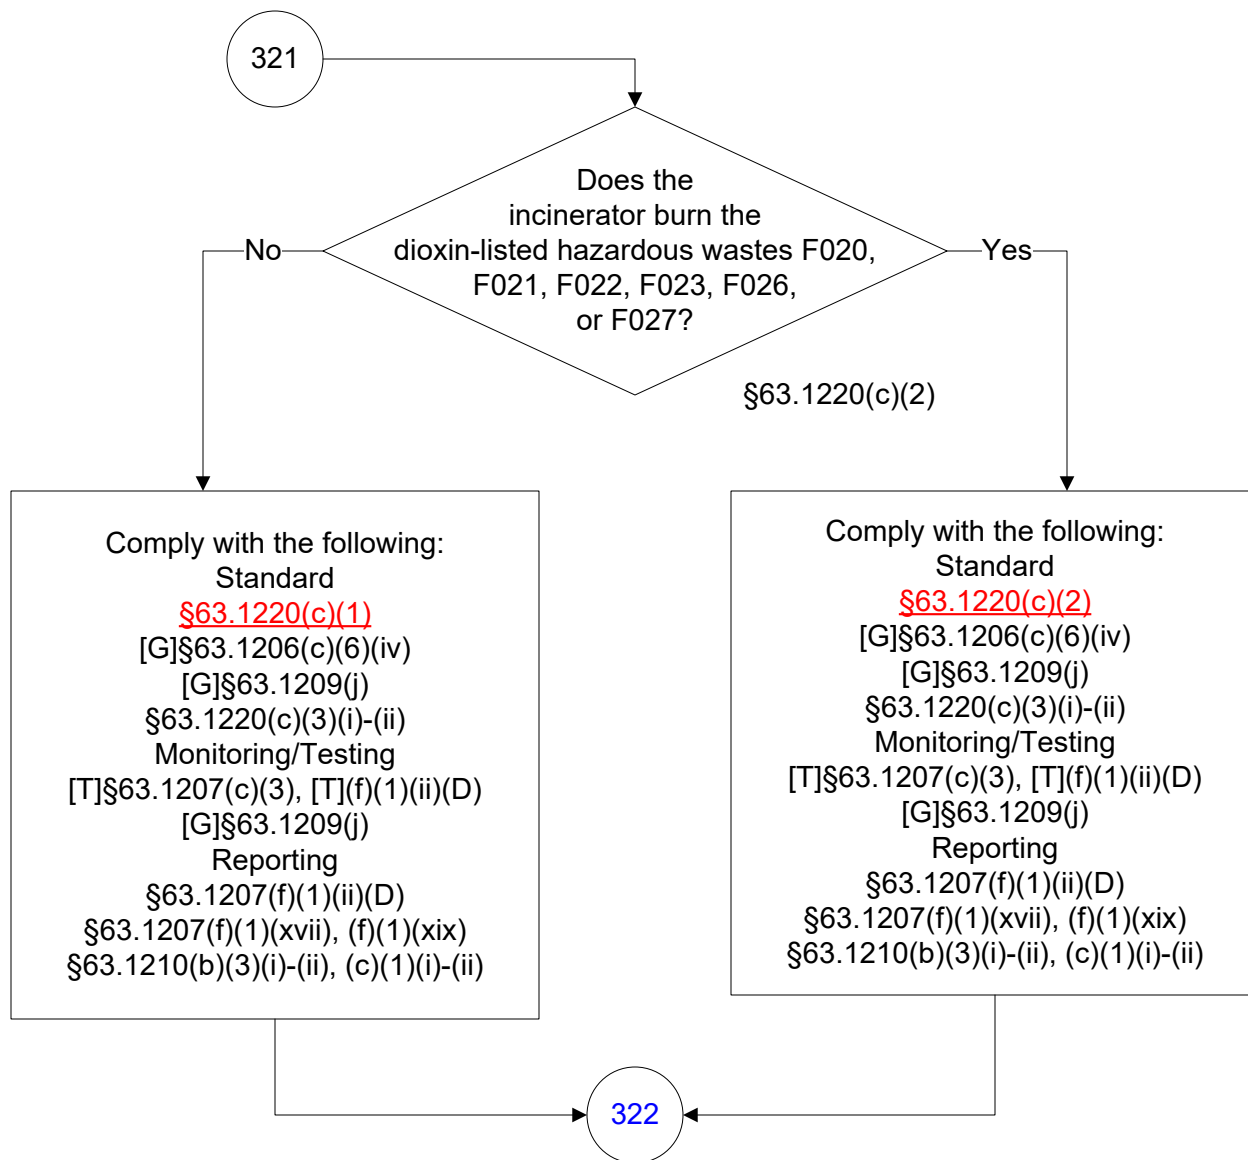 321
Does the
incinerator burn the
dioxin-listed hazardous wastes F020,
F021, F022, F023, F026,
or F027?
No
Yes
§63.1220(c)(2)
Comply with the following:
Standard
§63.1220(c)(1)
[G]§63.1206(c)(6)(iv)
[G]§63.1209(j)
§63.1220(c)(3)(i)-(ii)
Monitoring/Testing
[T]§63.1207(c)(3), [T](f)(1)(ii)(D)
[G]§63.1209(j)
Reporting
§63.1207(f)(1)(ii)(D)
§63.1207(f)(1)(xvii), (f)(1)(xix)
§63.1210(b)(3)(i)-(ii), (c)(1)(i)-(ii)
Comply with the following:
Standard
§63.1220(c)(2)
[G]§63.1206(c)(6)(iv)
[G]§63.1209(j)
§63.1220(c)(3)(i)-(ii)
Monitoring/Testing
[T]§63.1207(c)(3), [T](f)(1)(ii)(D)
[G]§63.1209(j)
Reporting
§63.1207(f)(1)(ii)(D)
§63.1207(f)(1)(xvii), (f)(1)(xix)
§63.1210(b)(3)(i)-(ii), (c)(1)(i)-(ii)
322